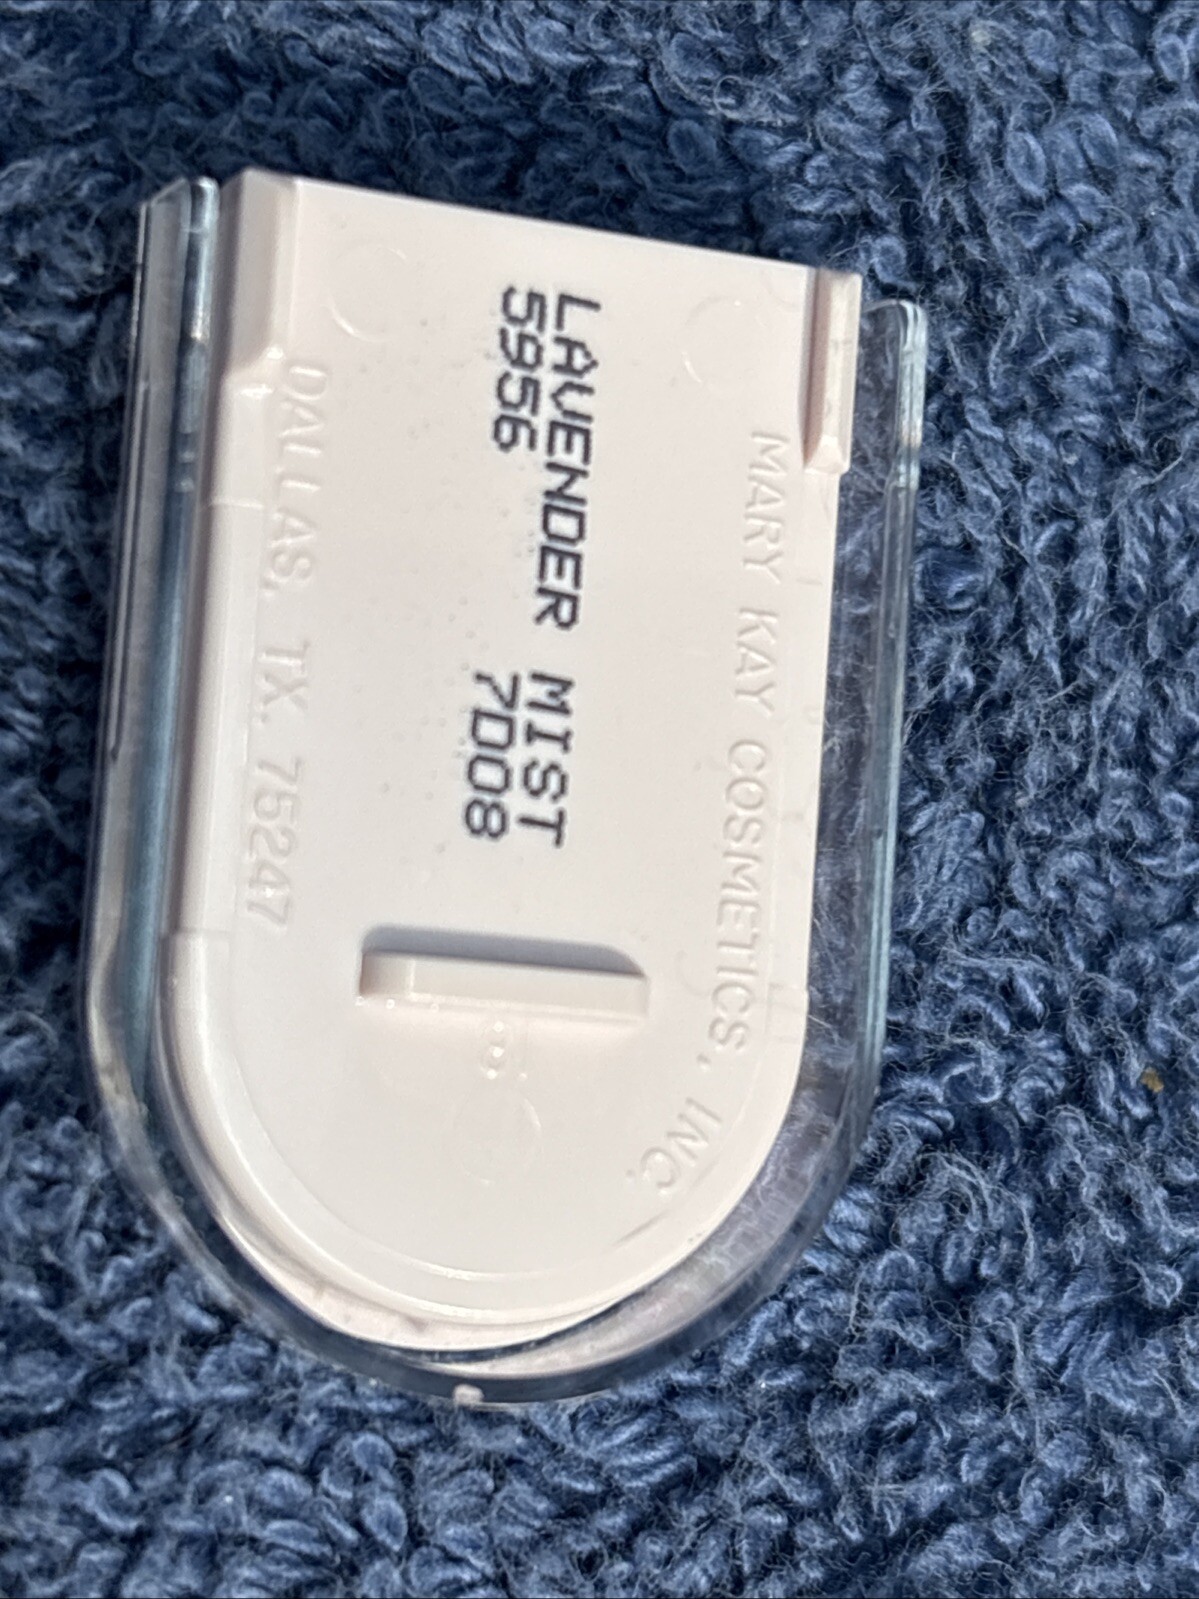 MARY KAY COSMETICS, INC.
LAVENDER MIST
5956 7D08
DALLAS, TX. 75247